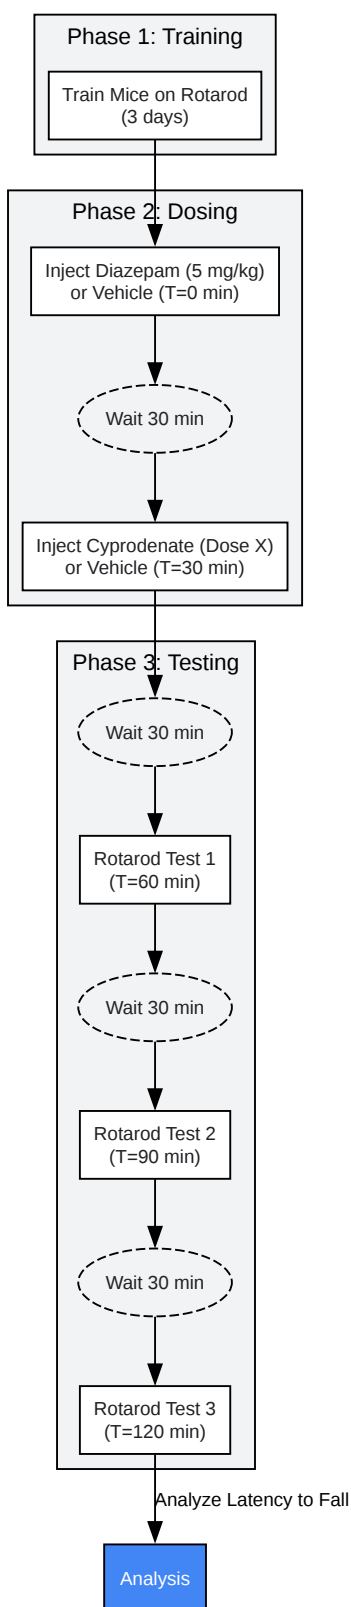 Phase 1: Training
Train Mice on Rotarod
(3 days)
Phase 2: Dosing
Inject Diazepam (5 mg/kg)
or Vehicle (T=0 min)
Wait 30 min
Inject Cyprodenate (Dose X)
or Vehicle (T=30 min)
Phase 3: Testing
Wait 30 min
Rotarod Test 1
(T=60 min)
Wait 30 min
Rotarod Test 2
(T=90 min)
Wait 30 min
Rotarod Test 3
(T=120 min)
Analyze Latency to Fall
Analysis